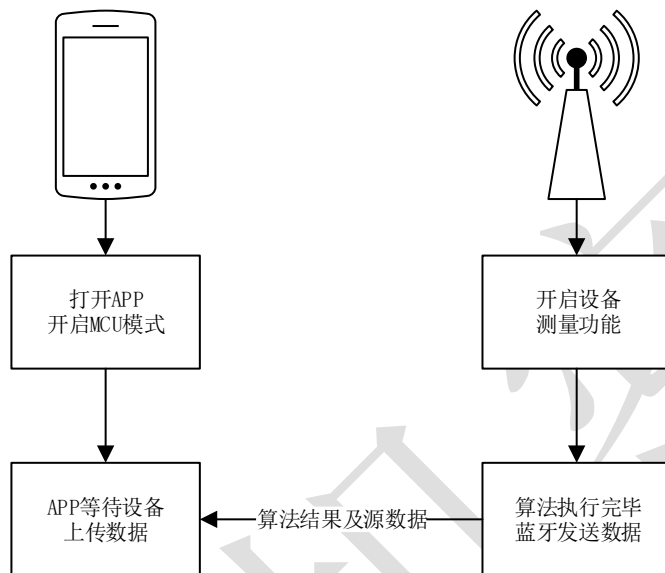 打开APP
开启MCU模式
开启设备
测量功能
APP等待设备
上传数据
算法结果及源数据
算法执行完毕
蓝牙发送数据